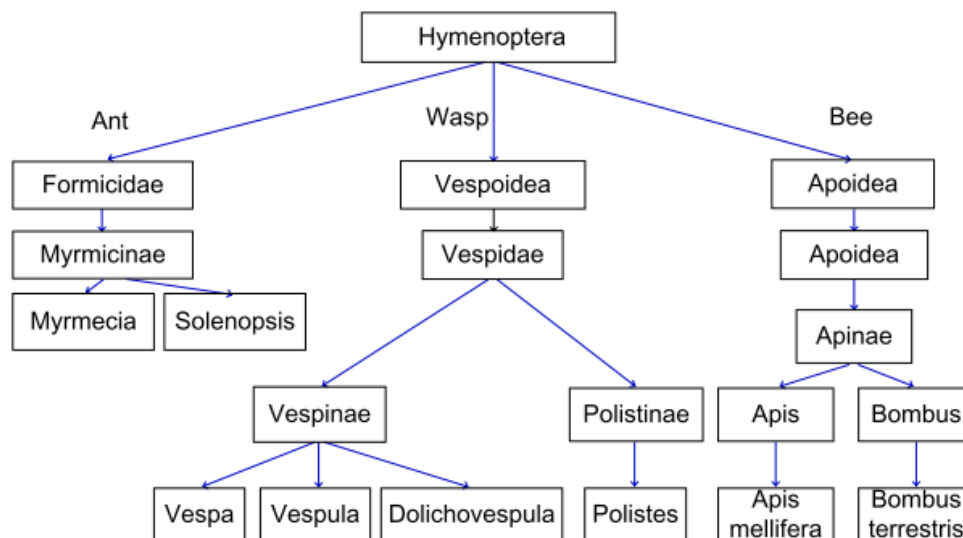 Hymenoptera
Ant
Wasp
Bee
Formicidae
Vespoidea
Apoidea
Myrmicinae
Vespidae
Apoidea
Myrmecia
Solenopsis
Apinae
Vespinae
Polistinae
Apis
Bombus
Vespa
Vespula
Dolichovespula
Polistes
Apis
mellifera
Bombus
terrestris